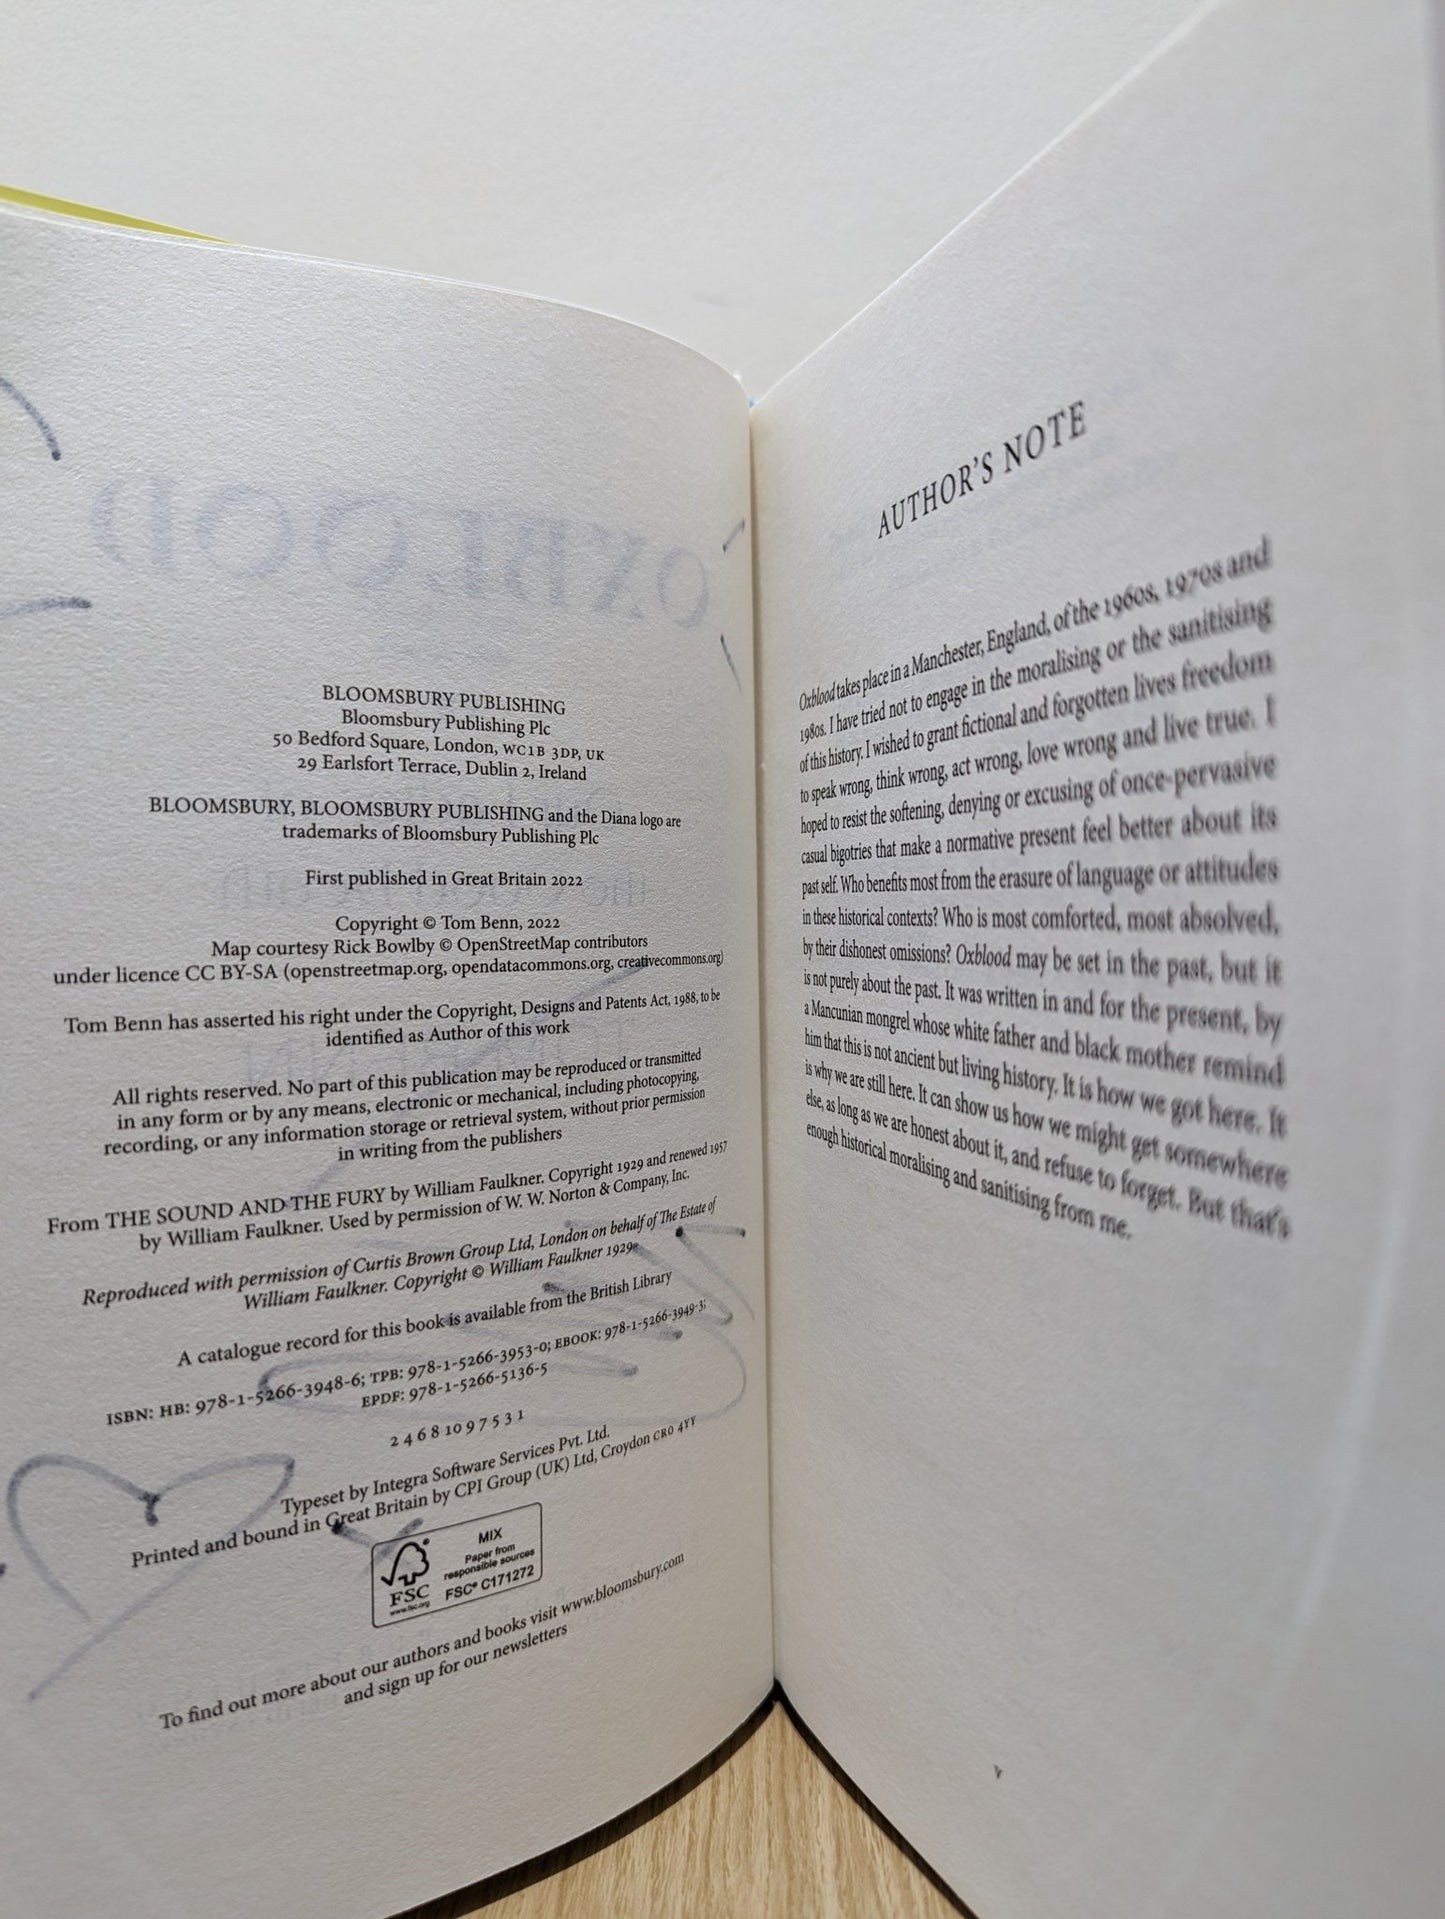 BLOOMSBURY PUBLISHING
Bloomsbury Publishing Plc
50 Bedford Square, London, WC1B 3DP, UK
29 Earlsfort Terrace, Dublin 2, Ireland
BLOOMSBURY, BLOOMSBURY PUBLISHING and the Diana logo are
trademarks of Bloomsbury Publishing Plc
First published in Great Britain 2022
Copyright © Tom Benn, 2022
Map courtesy Rick Bowlby © OpenStreetMap contributors
under licence CC BY-SA (openstreetmap.org, opendatacommons.org, creativecommons.org)
Tom Benn has asserted his right under the Copyright, Designs and Patents Act, 1988, to be
identified as Author of this work
All rights reserved. No part of this publication may be reproduced or transmitted
in any form or by any means, electronic or mechanical, including photocopying,
recording, or any information storage or retrieval system, without prior permission
in writing from the publishers
From THE SOUND AND THE FURY by William Faulkner. Copyright 1929 and renewed 1957
by William Faulkner. Used by permission of W. W. Norton & Company, Inc.
Reproduced with permission of Curtis Brown Group Ltd, London on behalf of The Estate of
William Faulkner. Copyright © William Faulkner 1929
A catalogue record for this book is available from the British Library
ISBN: HB: 978-1-5266-3948-6; TPB: 978-1-5266-3953-0; EBOOK: 978-1-5266-3949-3;
EPDF: 978-1-5266-5136-5
2 4 6 8 10 9 7 5 3 1
Typeset by Integra Software Services Pvt. Ltd.
Printed and bound in Great Britain by CPI Group (UK) Ltd, Croydon CR0 4YY
FSC
www.fsc.org
MIX
Paper from
responsible sources
FSC® C171272
To find out more about our authors and books visit www.bloomsbury.com
and sign up for our newsletters
AUTHOR'S NOTE
Oxblood takes place in a Manchester, England, of the 1960s, 1970s and
1980s. I have tried not to engage in the moralising or the sanitising
of this history. I wished to grant fictional and forgotten lives freedom
to speak wrong, think wrong, act wrong, love wrong and live true. I
hoped to resist the softening, denying or excusing of once-pervasive
casual bigotries that make a normative present feel better about its
past self. Who benefits most from the erasure of language or attitudes
in these historical contexts? Who is most comforted, most absolved,
by their dishonest omissions? Oxblood may be set in the past, but it
is not purely about the past. It was written in and for the present, by
a Mancunian mongrel whose white father and black mother remind
him that this is not ancient but living history. It is how we got here. It
is why we are still here. It can show us how we might get somewhere
else, as long as we are honest about it, and refuse to forget. But that's
enough historical moralising and sanitising from me.